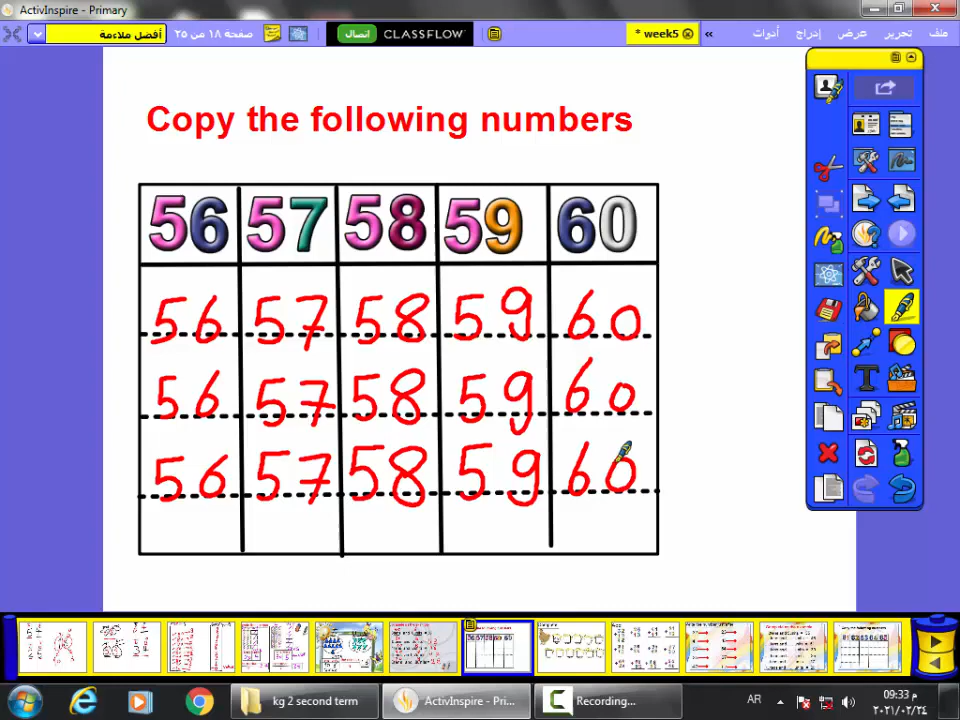 ActivInspire - Primary
أفضل ملاءمة
صفحة ١٨ من ٢٥
اتصال CLASSFLOW
week5 *
»
ملف تحرير عرض إدراج أدوات
Copy the following numbers
56 57 58 59 60
56 57 58 59 60
56 57 58 59 60
56 57 58 59 60
kg 2 second term
ActivInspire - Pri...
Recording...
AR
09:33 م
٢٠٢١/٠٢/٢٤